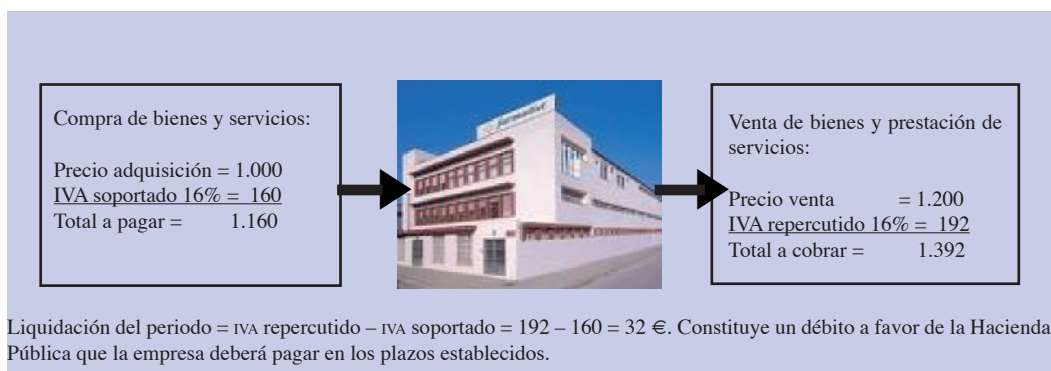 Compra de bienes y servicios:
Precio adquisición = 1.000
IVA soportado 16% = 160
Total a pagar = 1.160
Venta de bienes y prestación de
servicios:
Precio venta = 1.200
IVA repercutido 16% = 192
Total a cobrar = 1.392
Liquidación del periodo = IVA repercutido – IVA soportado = 192 – 160 = 32 €. Constituye un débito a favor de la Hacienda
Pública que la empresa deberá pagar en los plazos establecidos.